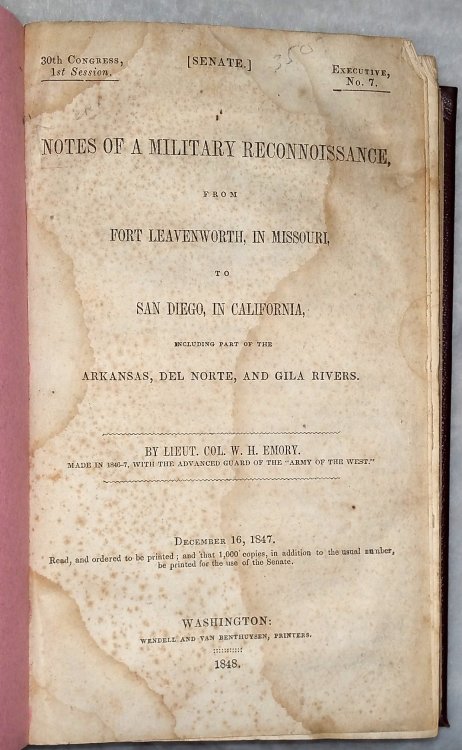 30th Congress, [SENATE.] 350 Executive,
1st Session. No. 7.
NOTES OF A MILITARY RECONNOISSANCE,
FROM
FORT LEAVENWORTH, IN MISSOURI,
TO
SAN DIEGO, IN CALIFORNIA,
INCLUDING PART OF THE
ARKANSAS, DEL NORTE, AND GILA RIVERS.
BY LIEUT. COL. W. H. EMORY.
MADE IN 1846-7, WITH THE ADVANCED GUARD OF THE "ARMY OF THE WEST."
December 16, 1847.
Read, and ordered to be printed; and that 1,000 copies, in addition to the usual number,
be printed for the use of the Senate.
WASHINGTON:
WENDELL AND VAN BENTHUYSEN, PRINTERS.
1848.